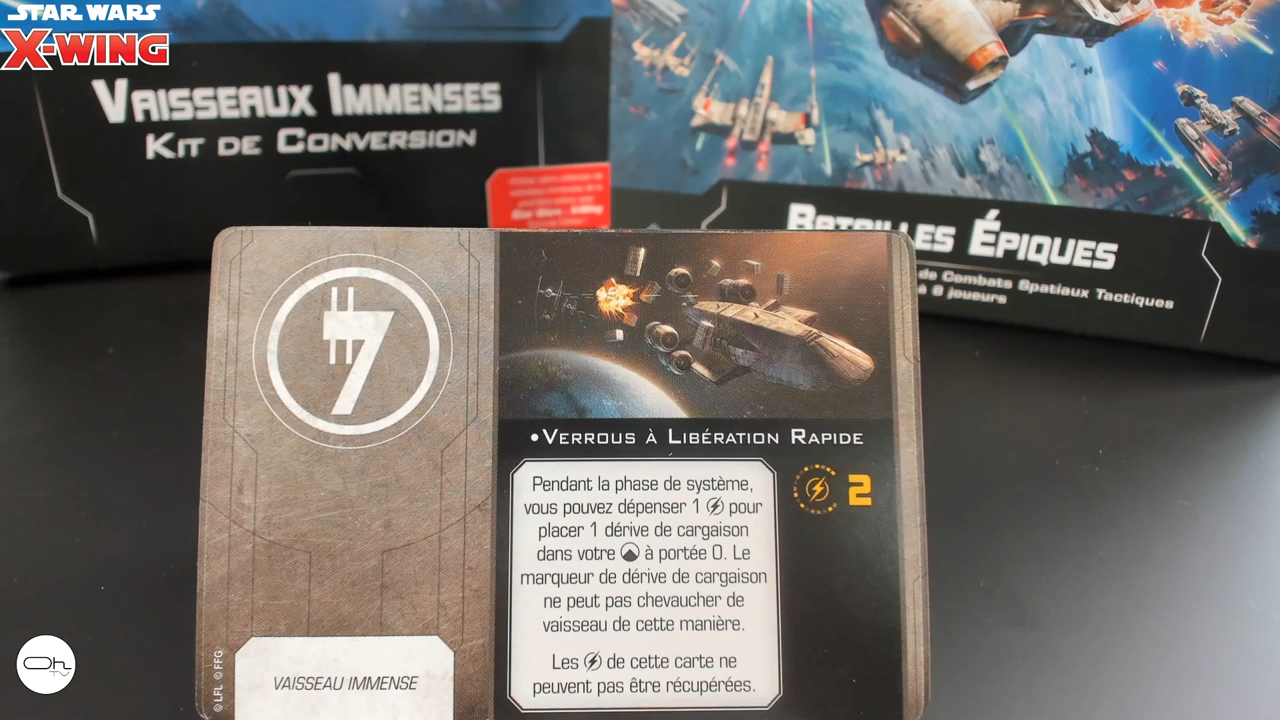 STAR WARS
X-WING
VAISSEAUX IMMENSES
KIT DE CONVERSION
BATAILLES ÉPIQUES
de Combats Spatiaux Tactiques
à 8 joueurs
•VERROUS À LIBÉRATION RAPIDE
2
Pendant la phase de système,
vous pouvez dépenser 1 pour
placer 1 dérive de cargaison
dans votre à portée 0. Le
marqueur de dérive de cargaison
ne peut pas chevaucher de
vaisseau de cette manière.
Les de cette carte ne
peuvent pas être récupérées.
VAISSEAU IMMENSE
© LFL © FFG
Oh
TV